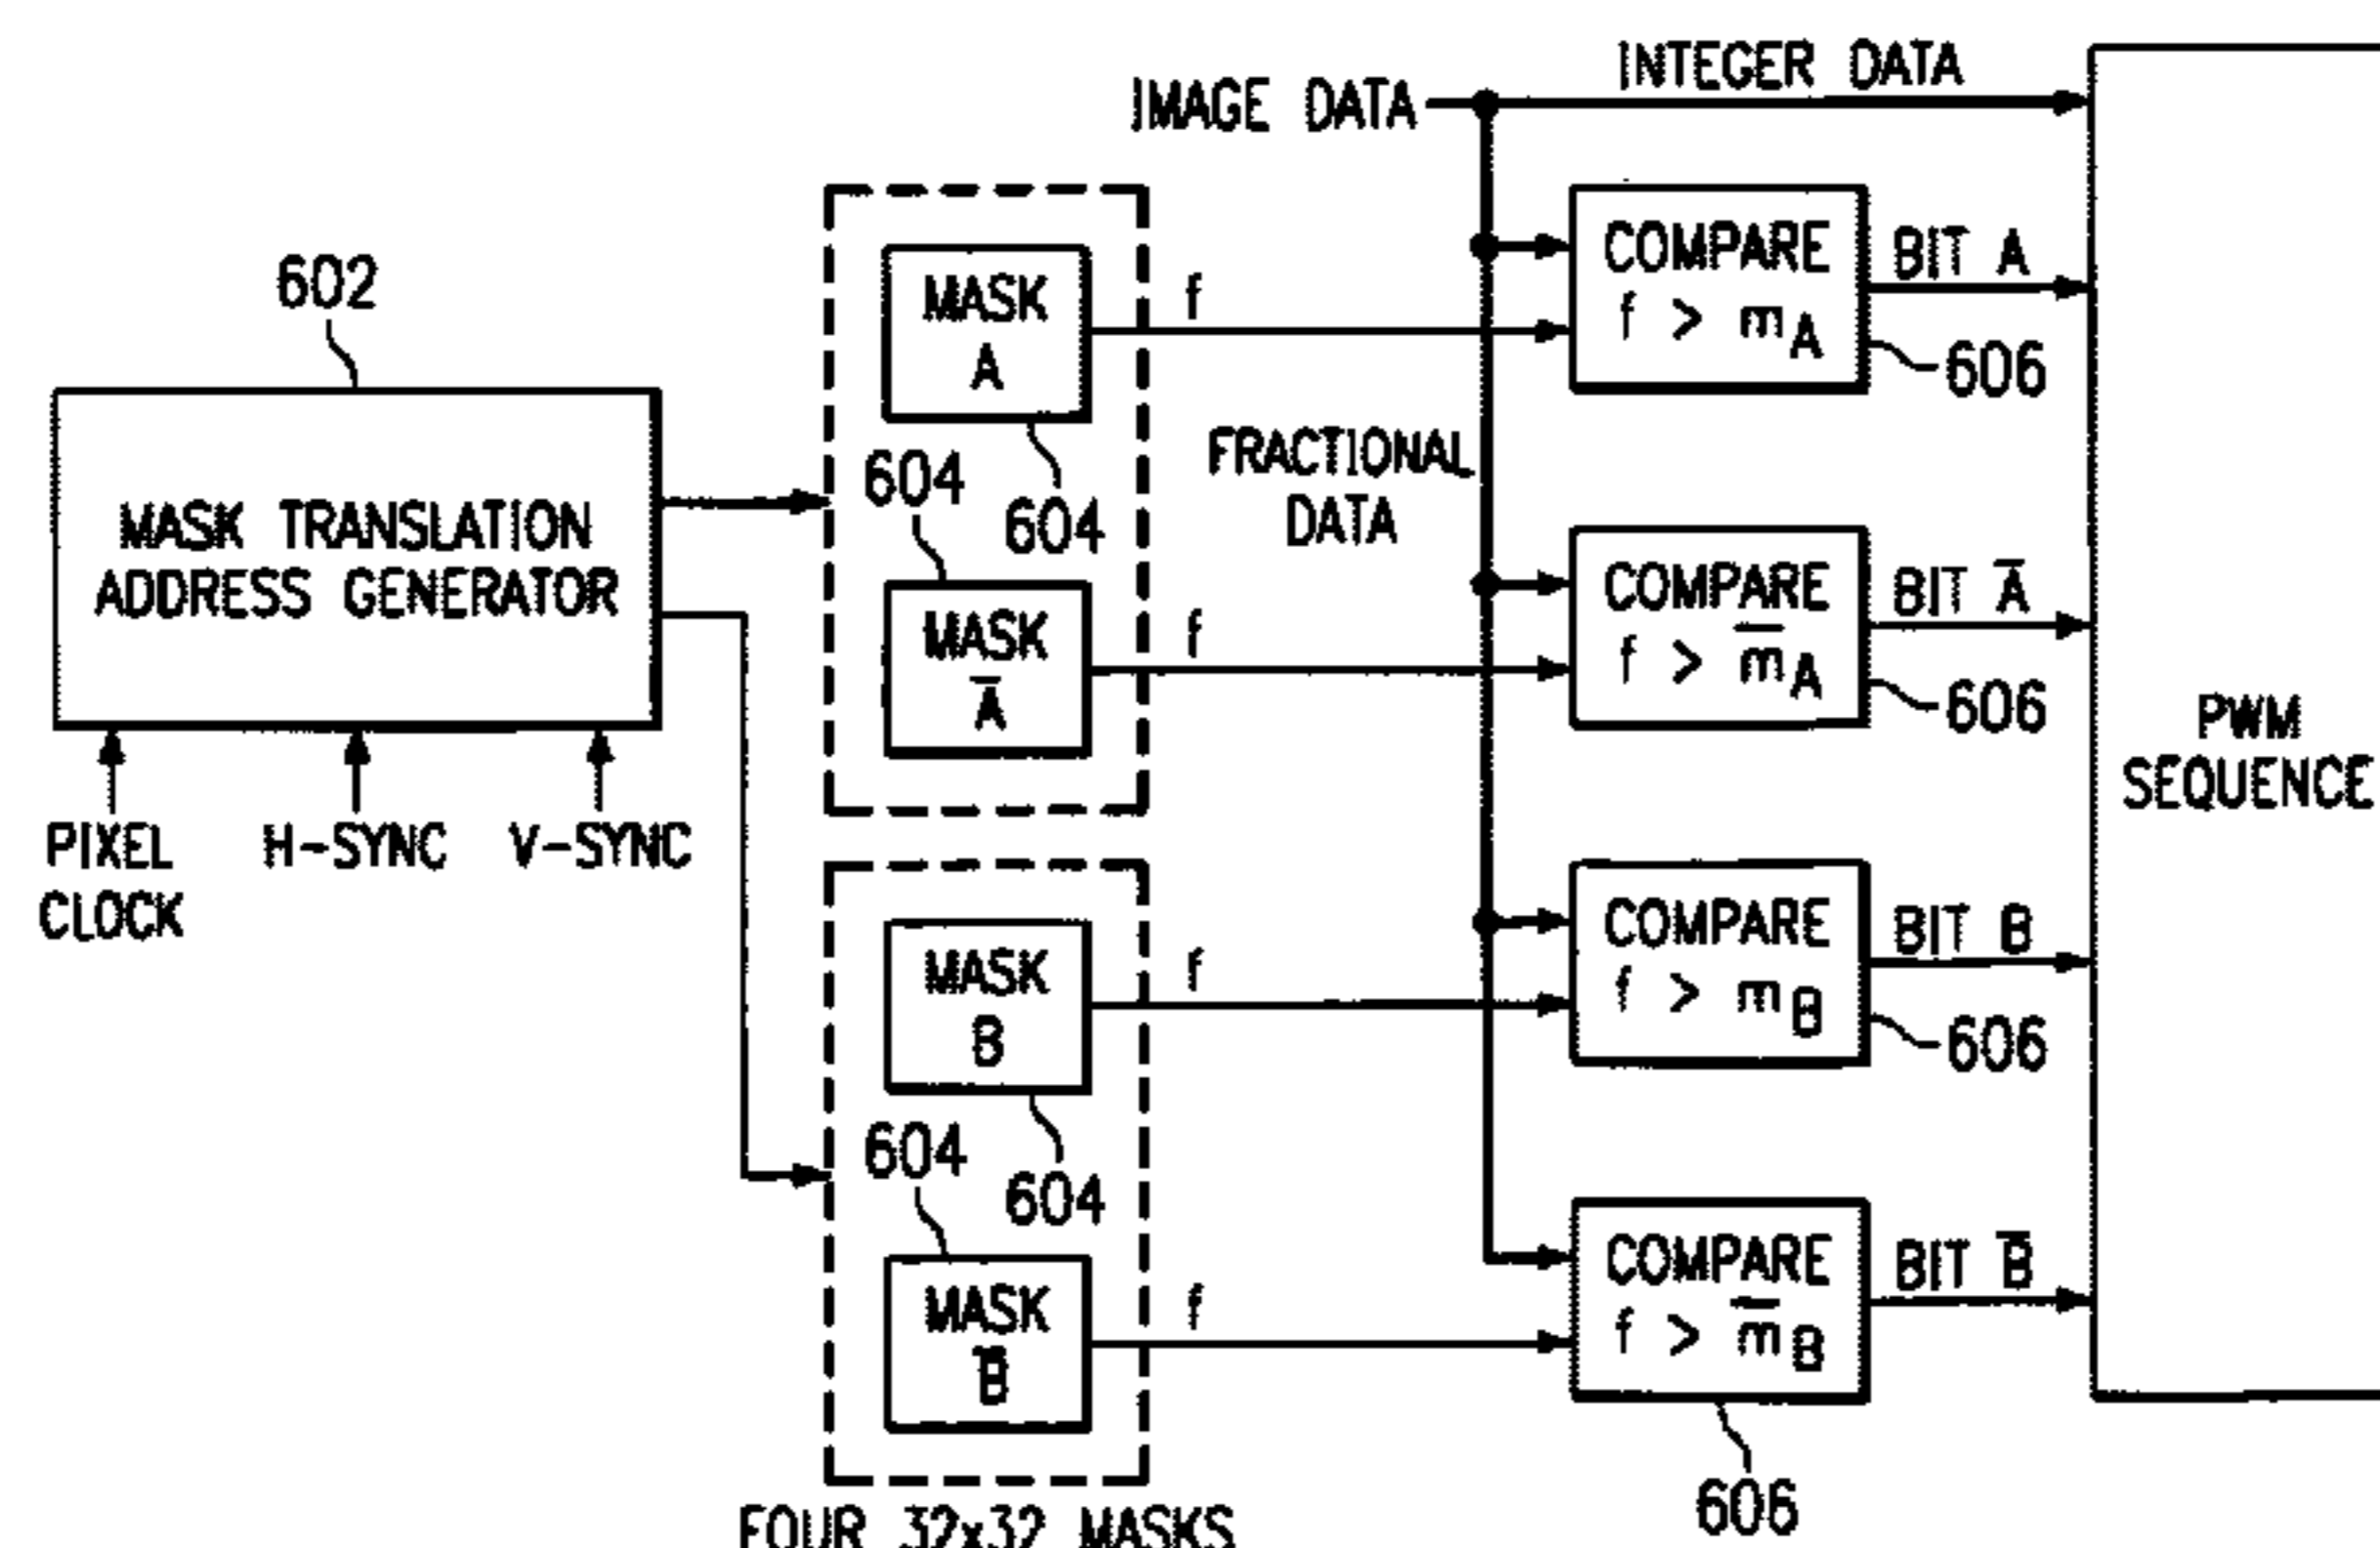 INTEGER DATA
IMAGE DATA
602
MASK TRANSLATION
ADDRESS GENERATOR
PIXEL
CLOCK
H-SYNC
V-SYNC
MASK
A
f
604
604
MASK
A̅
f
FRACTIONAL
DATA
MASK
B
f
604
604
MASK
B̅
f
FOUR 32x32 MASKS
COMPARE
f > mA
BIT A
606
COMPARE
f > m̅A
BIT A̅
606
COMPARE
f > mB
BIT B
606
COMPARE
f > m̅B
BIT B̅
606
PWM
SEQUENCE